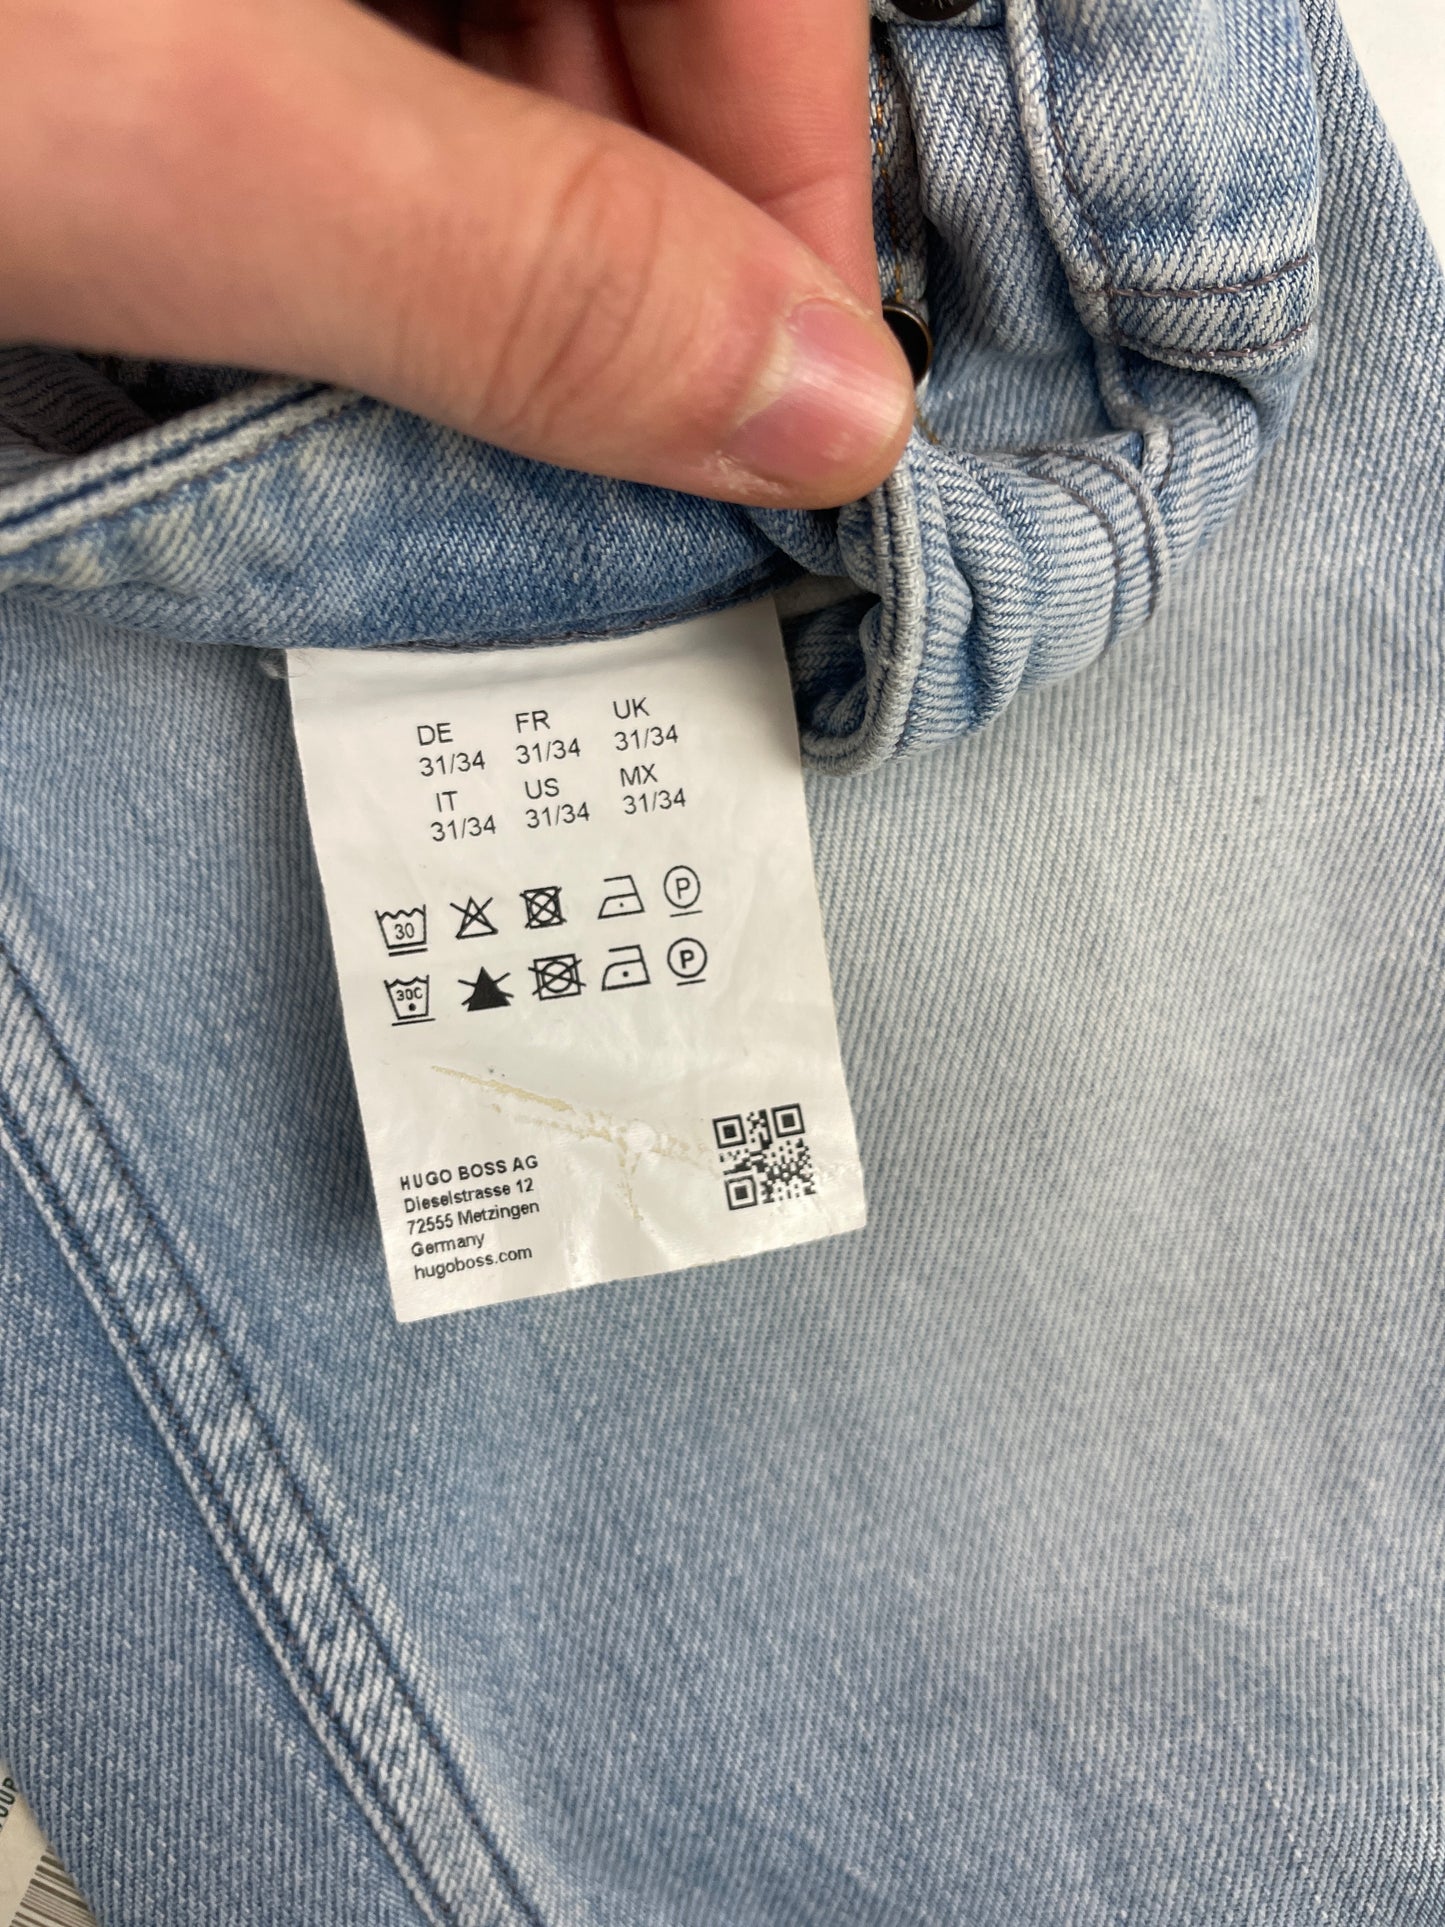 DE FR UK
31/34 31/34 31/34
IT US MX
31/34 31/34 31/34
30 P
30C P
HUGO BOSS AG
Dieselstrasse 12
72555 Metzingen
Germany
hugoboss.com